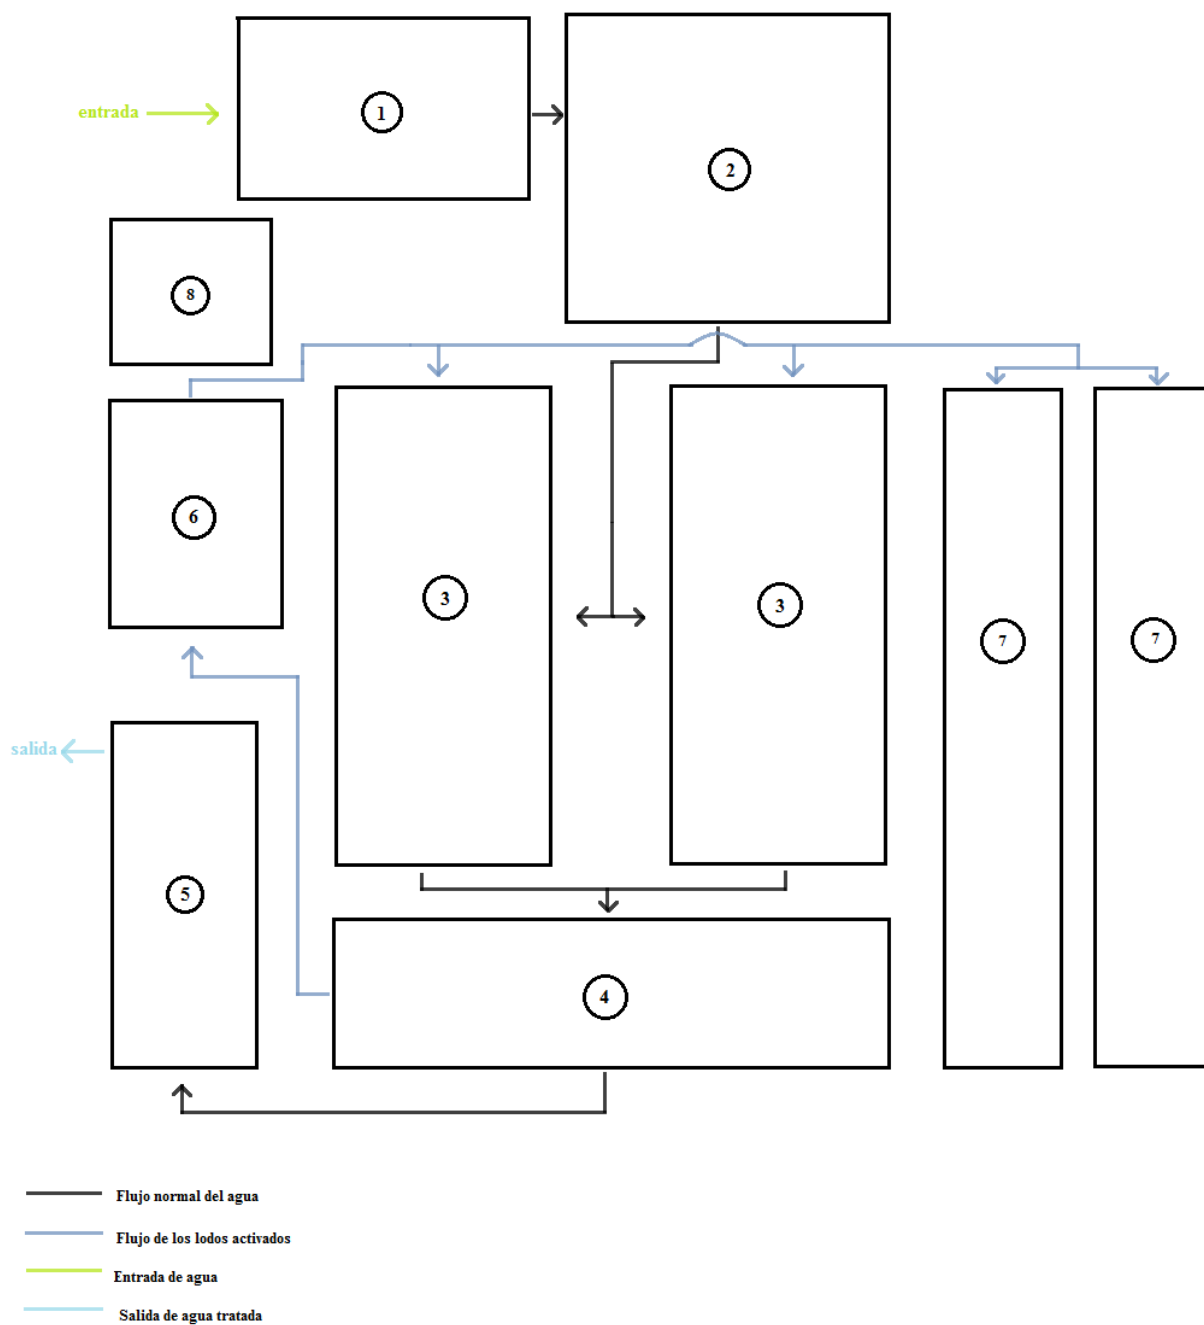 entrada
1
2
8
6
3
3
7
7
salida
5
4
Flujo normal del agua
Flujo de los lodos activados
Entrada de agua
Salida de agua tratada